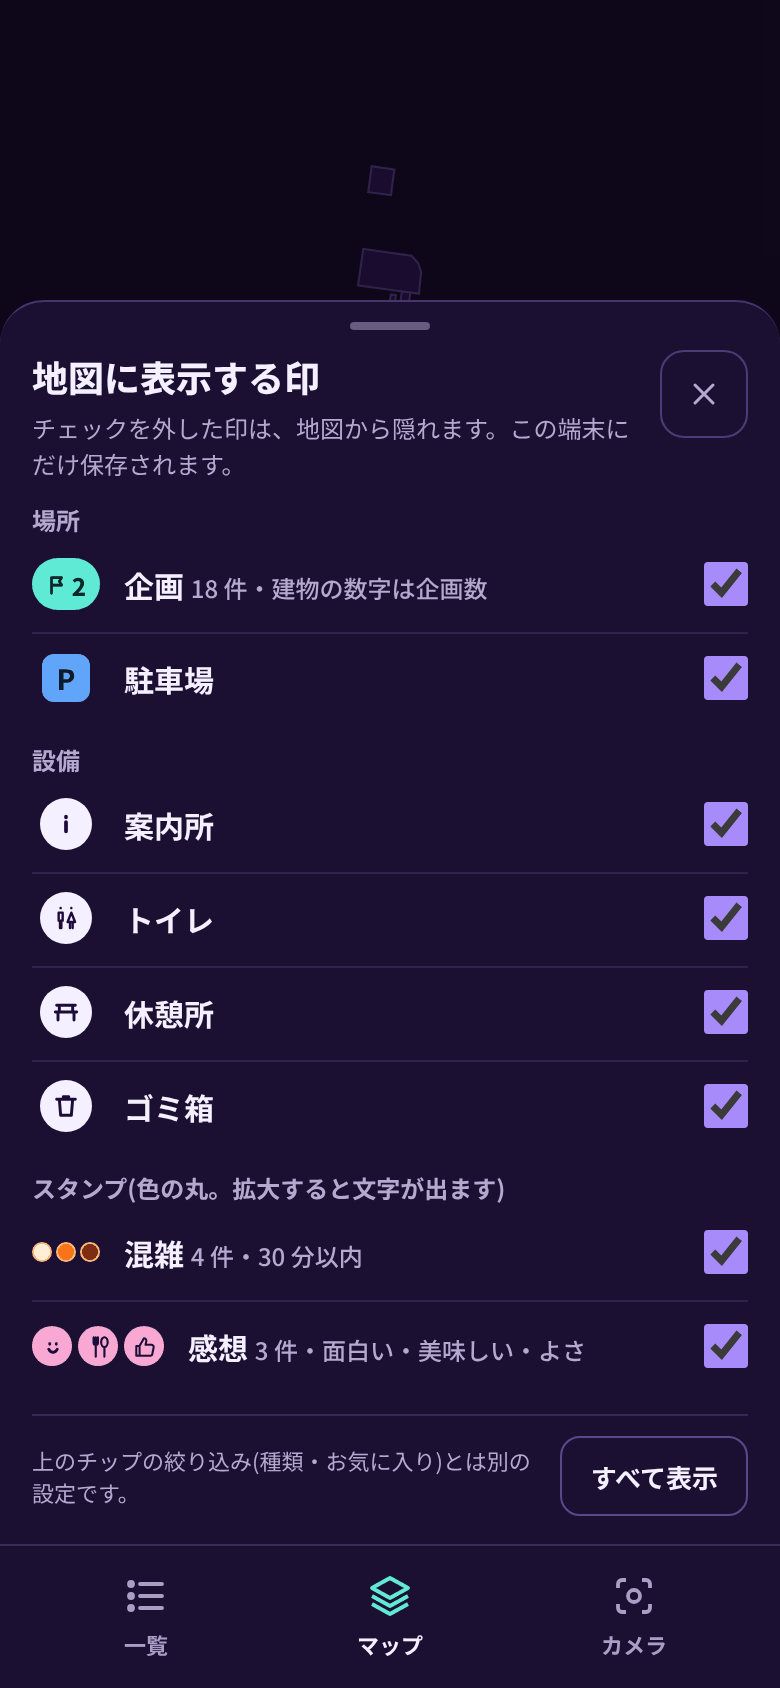 地図に表示する印
チェックを外した印は、地図から隠れます。この端末に
だけ保存されます。
場所
2 企画 18 件・建物の数字は企画数
P 駐車場
設備
i 案内所
トイレ
休憩所
ゴミ箱
スタンプ(色の丸。拡大すると文字が出ます)
混雑 4 件・30 分以内
感想 3 件・面白い・美味しい・よさ
上のチップの絞り込み(種類・お気に入り)とは別の
設定です。
すべて表示
一覧 マップ カメラ